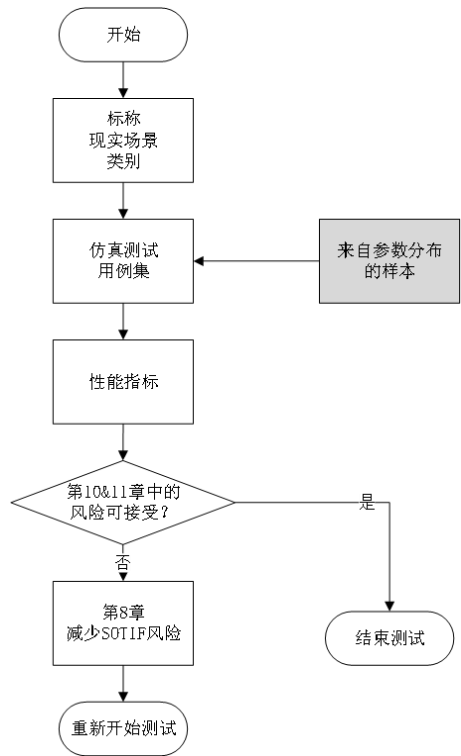 开始
标称
现实场景
类别
仿真测试
用例集
来自参数分布
的样本
性能指标
第10&11章中的
风险可接受?
是
否
第8章
减少SOTIF风险
结束测试
重新开始测试